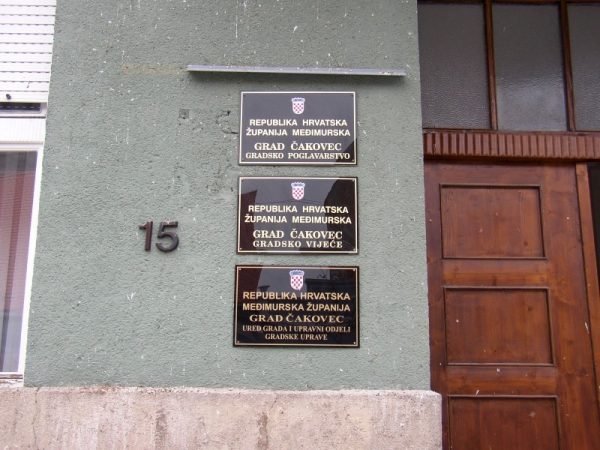 REPUBLIKA HRVATSKA
ŽUPANIJA MEĐIMURSKA
GRAD ČAKOVEC
GRADSKO POGLAVARSTVO
REPUBLIKA HRVATSKA
ŽUPANIJA MEĐIMURSKA
GRAD ČAKOVEC
GRADSKO VIJEĆE
15
REPUBLIKA HRVATSKA
MEĐIMURSKA ŽUPANIJA
GRAD ČAKOVEC
URED GRADA I UPRAVNI ODJELI
GRADSKE UPRAVE